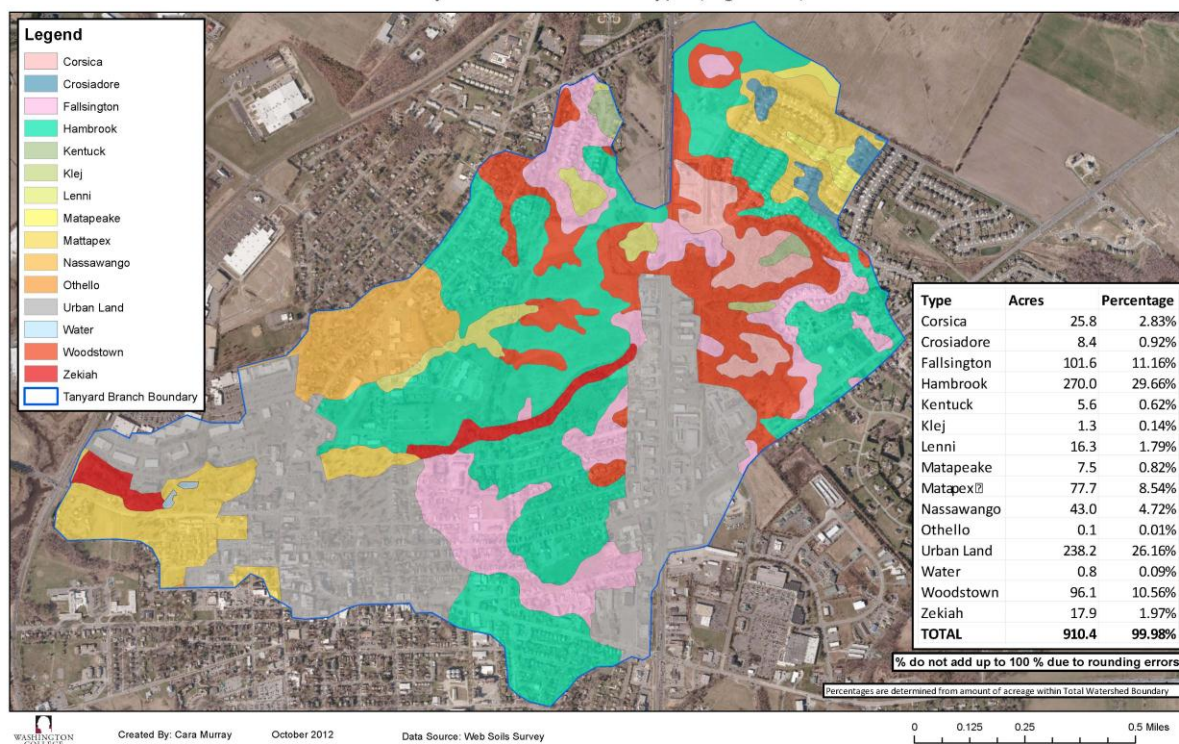 Legend
Corsica
Crosiadore
Fallsington
Hambrook
Kentuck
Klej
Lenni
Matapeake
Mattapex
Nassawango
Othello
Urban Land
Water
Woodstown
Zekiah
Tanyard Branch Boundary
Type Acres Percentage
Corsica 25.8 2.83%
Crosiadore 8.4 0.92%
Fallsington 101.6 11.16%
Hambrook 270.0 29.66%
Kentuck 5.6 0.62%
Klej 1.3 0.14%
Lenni 16.3 1.79%
Matapeake 7.5 0.82%
Matapex 77.7 8.54%
Nassawango 43.0 4.72%
Othello 0.1 0.01%
Urban Land 238.2 26.16%
Water 0.8 0.09%
Woodstown 96.1 10.56%
Zekiah 17.9 1.97%
TOTAL 910.4 99.98%
% do not add up to 100 % due to rounding errors
Percentages are determined from amount of acreage within Total Watershed Boundary
WASHINGTON
Created By: Cara Murray October 2012 Data Source: Web Soils Survey
0 0.125 0.25 0.5 Miles